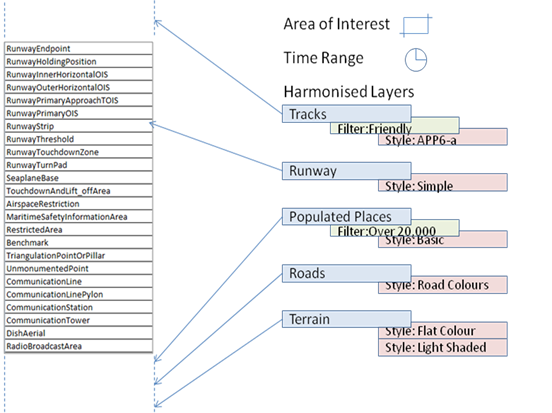 RunwayEndpoint
RunwayHoldingPosition
RunwayInnerHorizontalOIS
RunwayOuterHorizontalOIS
RunwayPrimaryApproachTOIS
RunwayPrimaryOIS
RunwayStrip
RunwayThreshold
RunwayTouchdownZone
RunwayTurnPad
SeaplaneBase
TouchdownAndLift_offArea
AirspaceRestriction
MaritimeSafetyInformationArea
RestrictedArea
Benchmark
TriangulationPointOrPillar
UnmonumentedPoint
CommunicationLine
CommunicationLinePylon
CommunicationStation
CommunicationTower
DishAerial
RadioBroadcastArea
Area of Interest
Time Range
Harmonised Layers
Tracks
Filter:Friendly
Style: APP6-a
Runway
Style: Simple
Populated Places
Filter:Over 20,000
Style: Basic
Roads
Style: Road Colours
Terrain
Style: Flat Colour
Style: Light Shaded